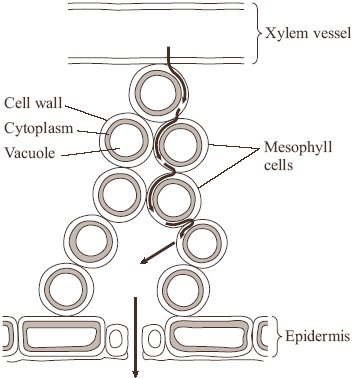 Xylem vessel
Cell wall
Cytoplasm
Vacuole
Mesophyll
cells
Epidermis